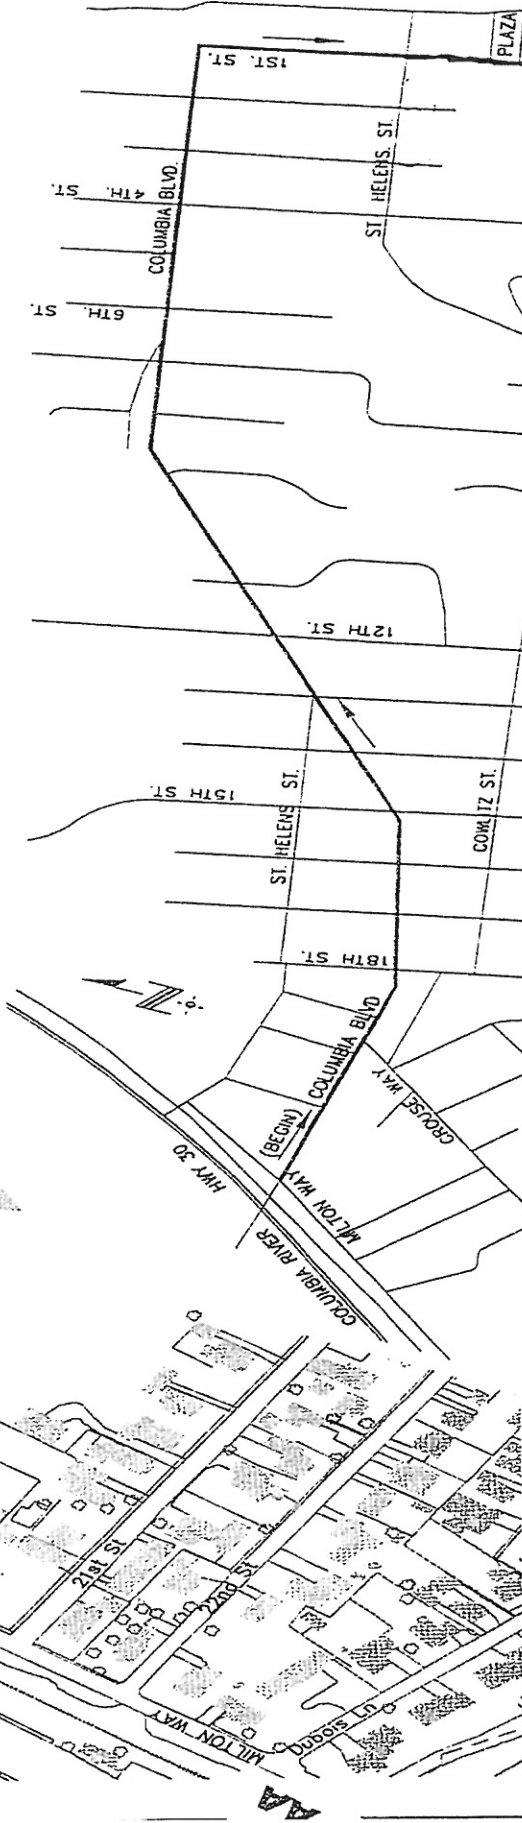 PLAZA
1ST. ST.
ST HELENS. ST.
4TH. ST.
COLUMBIA BLVD.
6TH. ST.
12TH ST.
ST. HELENS ST.
15TH ST.
COWLITZ ST.
18TH ST.
N
COLUMBIA BLVD
(BEGIN)
CROUSE WAY
MILTON WAY
HWY 30
COLUMBIA RIVER
21st St
22nd St
MILTON WAY
Dubois Ln
AA